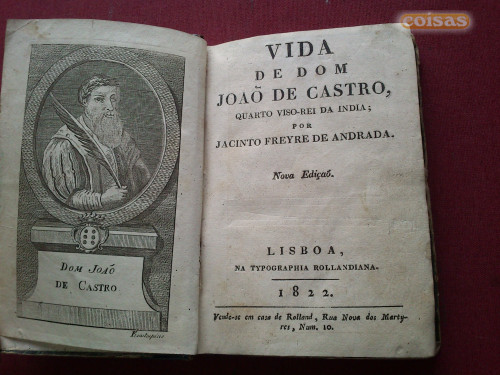 coisas
DOM JOAÕ
DE CASTRO
VIDA
DE DOM
JOAÕ DE CASTRO,
QUARTO VISO-REI DA INDIA;
POR
JACINTO FREYRE DE ANDRADA.
Nova Ediçaõ.
LISBOA,
NA TYPOGRAPHIA ROLLANDIANA.
1822.
Vende-se em casa de Rolland, Rua Nova dos Marty-
res, Num. 10.